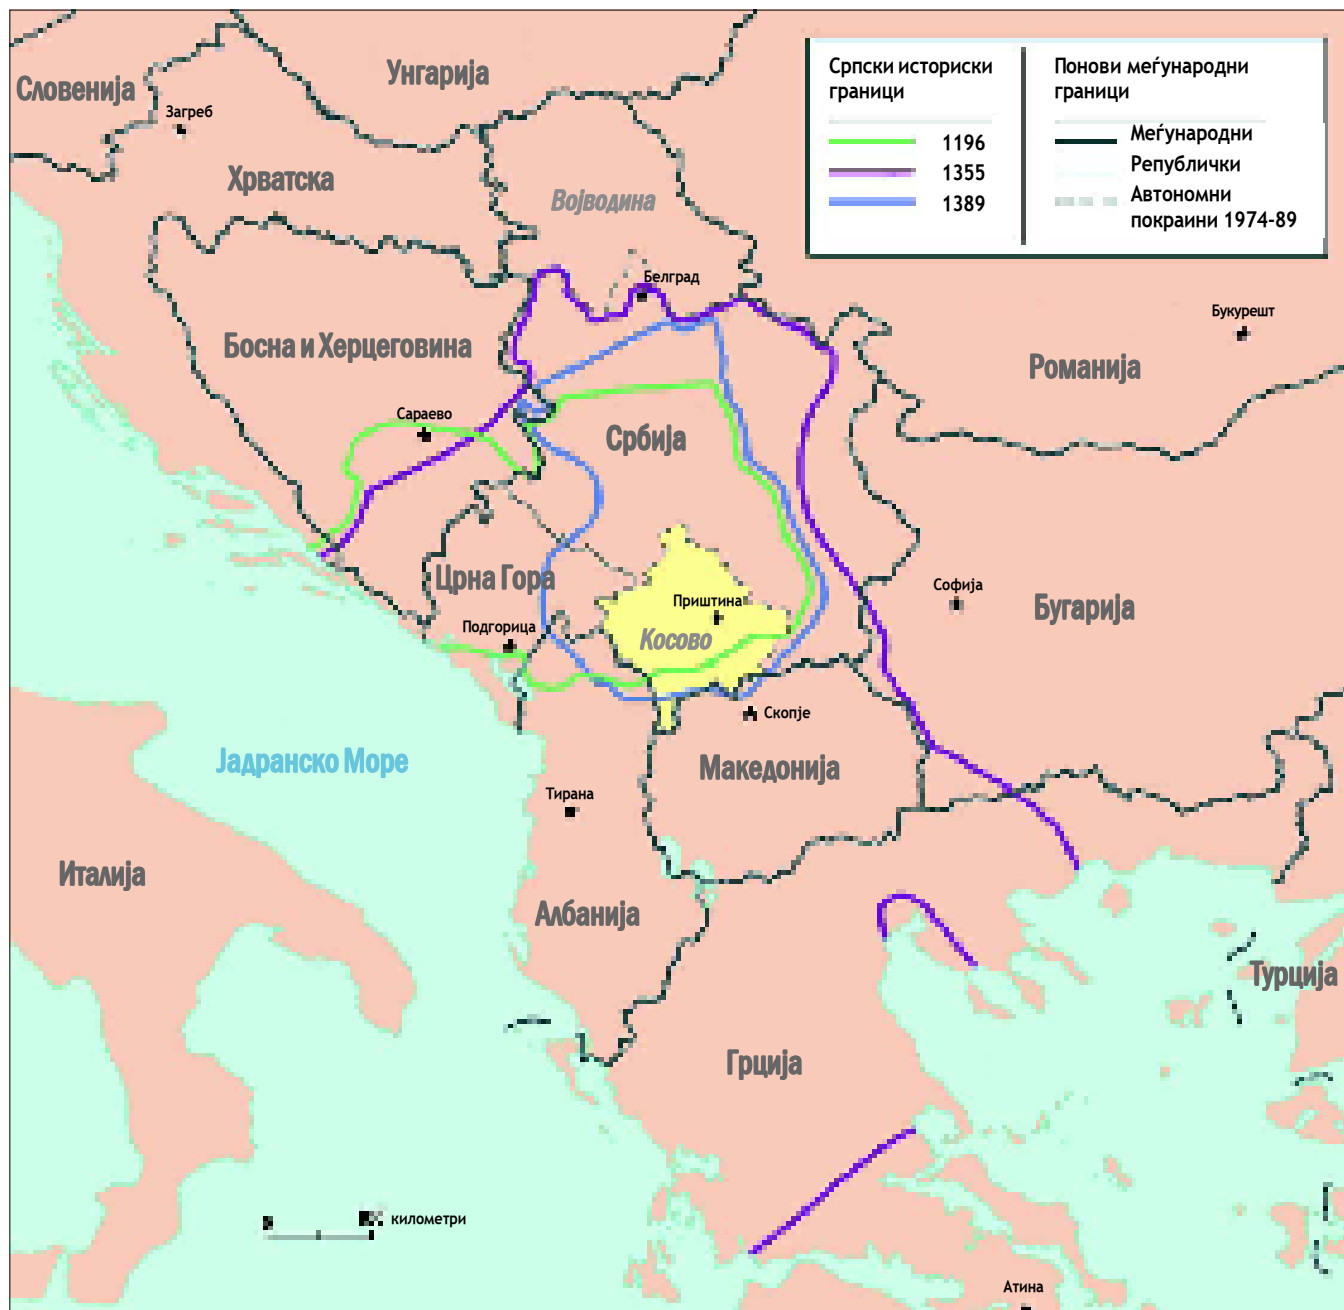 Унгарија
Словенија
Загреб
Хрватска
Војводина
Српски историски
граници
1196
1355
1389
Понови меѓународни
граници
Меѓународни
Републички
Автономни
покраини 1974-89
Белград
Букурешт
Босна и Херцеговина
Романија
Сараево
Србија
Црна Гора
Приштина
Софија
Бугарија
Подгорица
Косово
Скопје
Јадранско Море
Македонија
Тирана
Италија
Албанија
Турција
Грција
километри
Атина